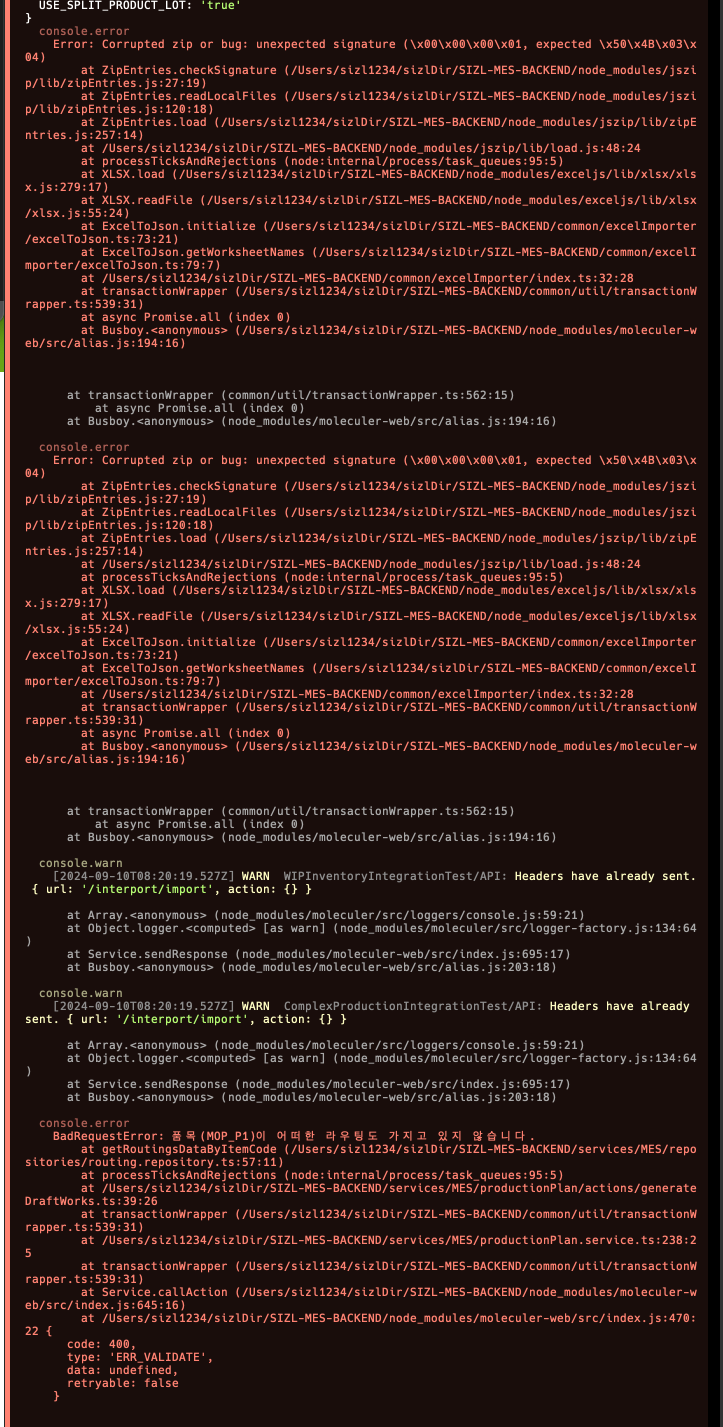 USE_SPLIT_PRODUCT_LOT: 'true'
}
console.error
Error: Corrupted zip or bug: unexpected signature (\x00\x00\x00\x01, expected \x50\x4B\x03\x
04)
at ZipEntries.checkSignature (/Users/sizl1234/sizlDir/SIZL-MES-BACKEND/node_modules/jszi
p/lib/zipEntries.js:27:19)
at ZipEntries.readLocalFiles (/Users/sizl1234/sizlDir/SIZL-MES-BACKEND/node_modules/jszi
p/lib/zipEntries.js:120:18)
at ZipEntries.load (/Users/sizl1234/sizlDir/SIZL-MES-BACKEND/node_modules/jszip/lib/zipE
ntries.js:257:14)
at /Users/sizl1234/sizlDir/SIZL-MES-BACKEND/node_modules/jszip/lib/load.js:48:24
at processTicksAndRejections (node:internal/process/task_queues:95:5)
at XLSX.load (/Users/sizl1234/sizlDir/SIZL-MES-BACKEND/node_modules/exceljs/lib/xlsx/xls
x.js:279:17)
at XLSX.readFile (/Users/sizl1234/sizlDir/SIZL-MES-BACKEND/node_modules/exceljs/lib/xlsx
/xlsx.js:55:24)
at ExcelToJson.initialize (/Users/sizl1234/sizlDir/SIZL-MES-BACKEND/common/excelImporter
/excelToJson.ts:73:21)
at ExcelToJson.getWorksheetNames (/Users/sizl1234/sizlDir/SIZL-MES-BACKEND/common/excelI
mporter/excelToJson.ts:79:7)
at /Users/sizl1234/sizlDir/SIZL-MES-BACKEND/common/excelImporter/index.ts:32:28
at transactionWrapper (/Users/sizl1234/sizlDir/SIZL-MES-BACKEND/common/util/transactionW
rapper.ts:539:31)
at async Promise.all (index 0)
at Busboy.<anonymous> (/Users/sizl1234/sizlDir/SIZL-MES-BACKEND/node_modules/moleculer-w
eb/src/alias.js:194:16)
at transactionWrapper (common/util/transactionWrapper.ts:562:15)
at async Promise.all (index 0)
at Busboy.<anonymous> (node_modules/moleculer-web/src/alias.js:194:16)
console.error
Error: Corrupted zip or bug: unexpected signature (\x00\x00\x00\x01, expected \x50\x4B\x03\x
04)
at ZipEntries.checkSignature (/Users/sizl1234/sizlDir/SIZL-MES-BACKEND/node_modules/jszi
p/lib/zipEntries.js:27:19)
at ZipEntries.readLocalFiles (/Users/sizl1234/sizlDir/SIZL-MES-BACKEND/node_modules/jszi
p/lib/zipEntries.js:120:18)
at ZipEntries.load (/Users/sizl1234/sizlDir/SIZL-MES-BACKEND/node_modules/jszip/lib/zipE
ntries.js:257:14)
at /Users/sizl1234/sizlDir/SIZL-MES-BACKEND/node_modules/jszip/lib/load.js:48:24
at processTicksAndRejections (node:internal/process/task_queues:95:5)
at XLSX.load (/Users/sizl1234/sizlDir/SIZL-MES-BACKEND/node_modules/exceljs/lib/xlsx/xls
x.js:279:17)
at XLSX.readFile (/Users/sizl1234/sizlDir/SIZL-MES-BACKEND/node_modules/exceljs/lib/xlsx
/xlsx.js:55:24)
at ExcelToJson.initialize (/Users/sizl1234/sizlDir/SIZL-MES-BACKEND/common/excelImporter
/excelToJson.ts:73:21)
at ExcelToJson.getWorksheetNames (/Users/sizl1234/sizlDir/SIZL-MES-BACKEND/common/excelI
mporter/excelToJson.ts:79:7)
at /Users/sizl1234/sizlDir/SIZL-MES-BACKEND/common/excelImporter/index.ts:32:28
at transactionWrapper (/Users/sizl1234/sizlDir/SIZL-MES-BACKEND/common/util/transactionW
rapper.ts:539:31)
at async Promise.all (index 0)
at Busboy.<anonymous> (/Users/sizl1234/sizlDir/SIZL-MES-BACKEND/node_modules/moleculer-w
eb/src/alias.js:194:16)
at transactionWrapper (common/util/transactionWrapper.ts:562:15)
at async Promise.all (index 0)
at Busboy.<anonymous> (node_modules/moleculer-web/src/alias.js:194:16)
console.warn
[2024-09-10T08:20:19.527Z] WARN  WIPInventoryIntegrationTest/API: Headers have already sent.
{ url: '/interport/import', action: {} }
at Array.<anonymous> (node_modules/moleculer/src/loggers/console.js:59:21)
at Object.logger.<computed> [as warn] (node_modules/moleculer/src/logger-factory.js:134:64
)
at Service.sendResponse (node_modules/moleculer-web/src/index.js:695:17)
at Busboy.<anonymous> (node_modules/moleculer-web/src/alias.js:203:18)
console.warn
[2024-09-10T08:20:19.527Z] WARN  ComplexProductionIntegrationTest/API: Headers have already
sent. { url: '/interport/import', action: {} }
at Array.<anonymous> (node_modules/moleculer/src/loggers/console.js:59:21)
at Object.logger.<computed> [as warn] (node_modules/moleculer/src/logger-factory.js:134:64
)
at Service.sendResponse (node_modules/moleculer-web/src/index.js:695:17)
at Busboy.<anonymous> (node_modules/moleculer-web/src/alias.js:203:18)
console.error
BadRequestError: 품목(MOP_P1)이 어떠한 라우팅도 가지고 있지 않습니다.
at getRoutingsDataByItemCode (/Users/sizl1234/sizlDir/SIZL-MES-BACKEND/services/MES/repo
sitories/routing.repository.ts:57:11)
at processTicksAndRejections (node:internal/process/task_queues:95:5)
at /Users/sizl1234/sizlDir/SIZL-MES-BACKEND/services/MES/productionPlan/actions/generate
DraftWorks.ts:39:26
at transactionWrapper (/Users/sizl1234/sizlDir/SIZL-MES-BACKEND/common/util/transactionW
rapper.ts:539:31)
at /Users/sizl1234/sizlDir/SIZL-MES-BACKEND/services/MES/productionPlan.service.ts:238:2
5
at transactionWrapper (/Users/sizl1234/sizlDir/SIZL-MES-BACKEND/common/util/transactionW
rapper.ts:539:31)
at Service.callAction (/Users/sizl1234/sizlDir/SIZL-MES-BACKEND/node_modules/moleculer-w
eb/src/index.js:645:16)
at /Users/sizl1234/sizlDir/SIZL-MES-BACKEND/node_modules/moleculer-web/src/index.js:470:
22 {
code: 400,
type: 'ERR_VALIDATE',
data: undefined,
retryable: false
}